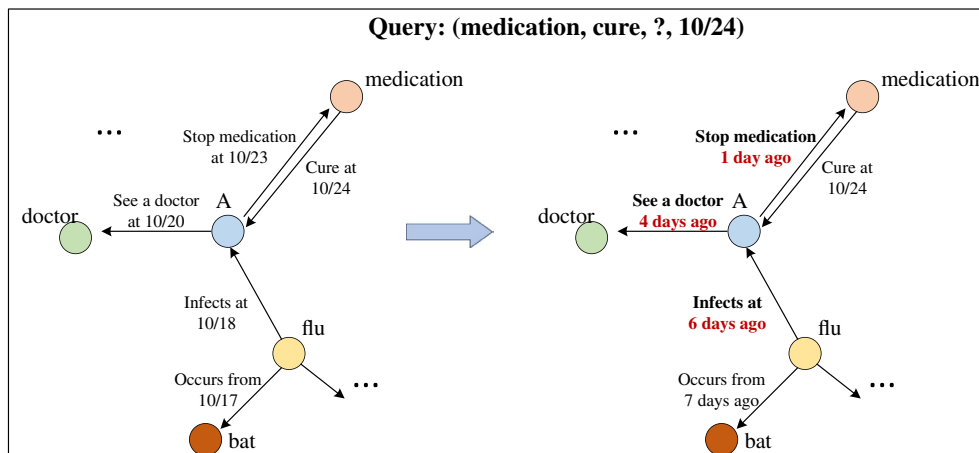 Query: (medication, cure, ?, 10/24)
medication
...
Stop medication
at 10/23
Cure at
10/24
See a doctor
at 10/20
A
doctor
Infects at
10/18
flu
Occurs from
10/17
...
bat
medication
...
Stop medication
1 day ago
Cure at
10/24
See a doctor
4 days ago
A
doctor
Infects at
6 days ago
flu
Occurs from
7 days ago
...
bat